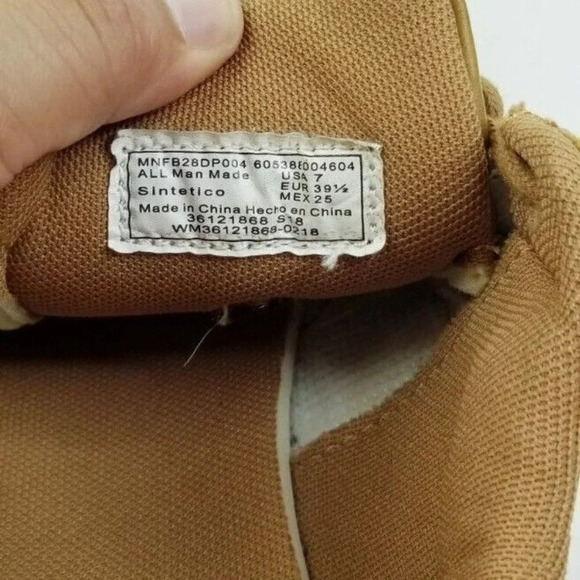 MNFB28DP004 60538E004604
ALL Man Made USA 7
Sintetico EUR 39½
MEX 25
Made in China Hecho en China
36121868 S18
WM36121868-0218